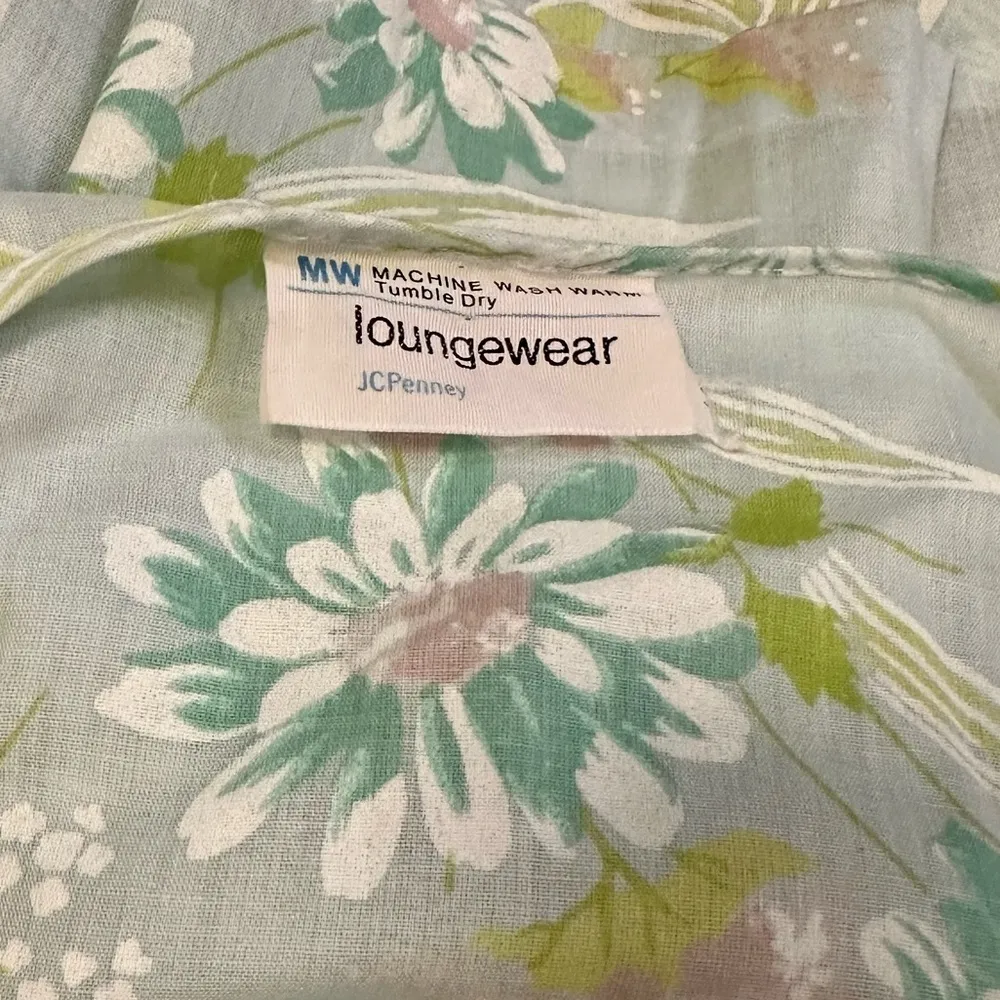 MW MACHINE WASH WARM
Tumble Dry
loungewear
JCPenney